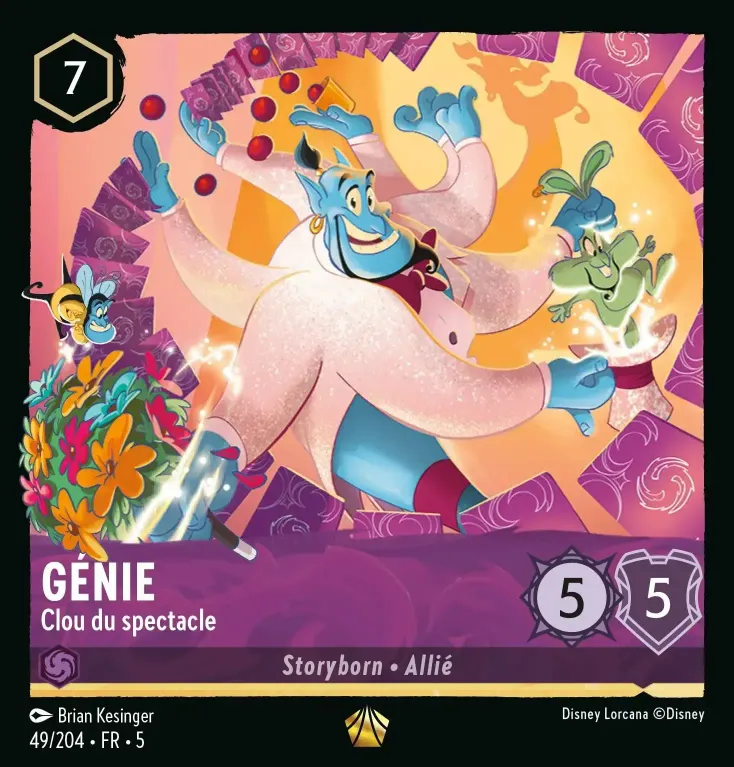 7
GÉNIE
Clou du spectacle
5
5
Storyborn • Allié
Brian Kesinger
Disney Lorcana ©Disney
49/204 • FR • 5